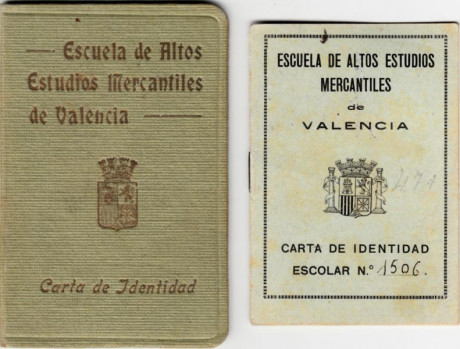 Escuela de Altos
Estudios Mercantiles
de Valencia
Carta de Identidad
ESCUELA DE ALTOS ESTUDIOS
MERCANTILES
de
VALENCIA
471
CARTA DE IDENTIDAD
ESCOLAR N.º 1506.